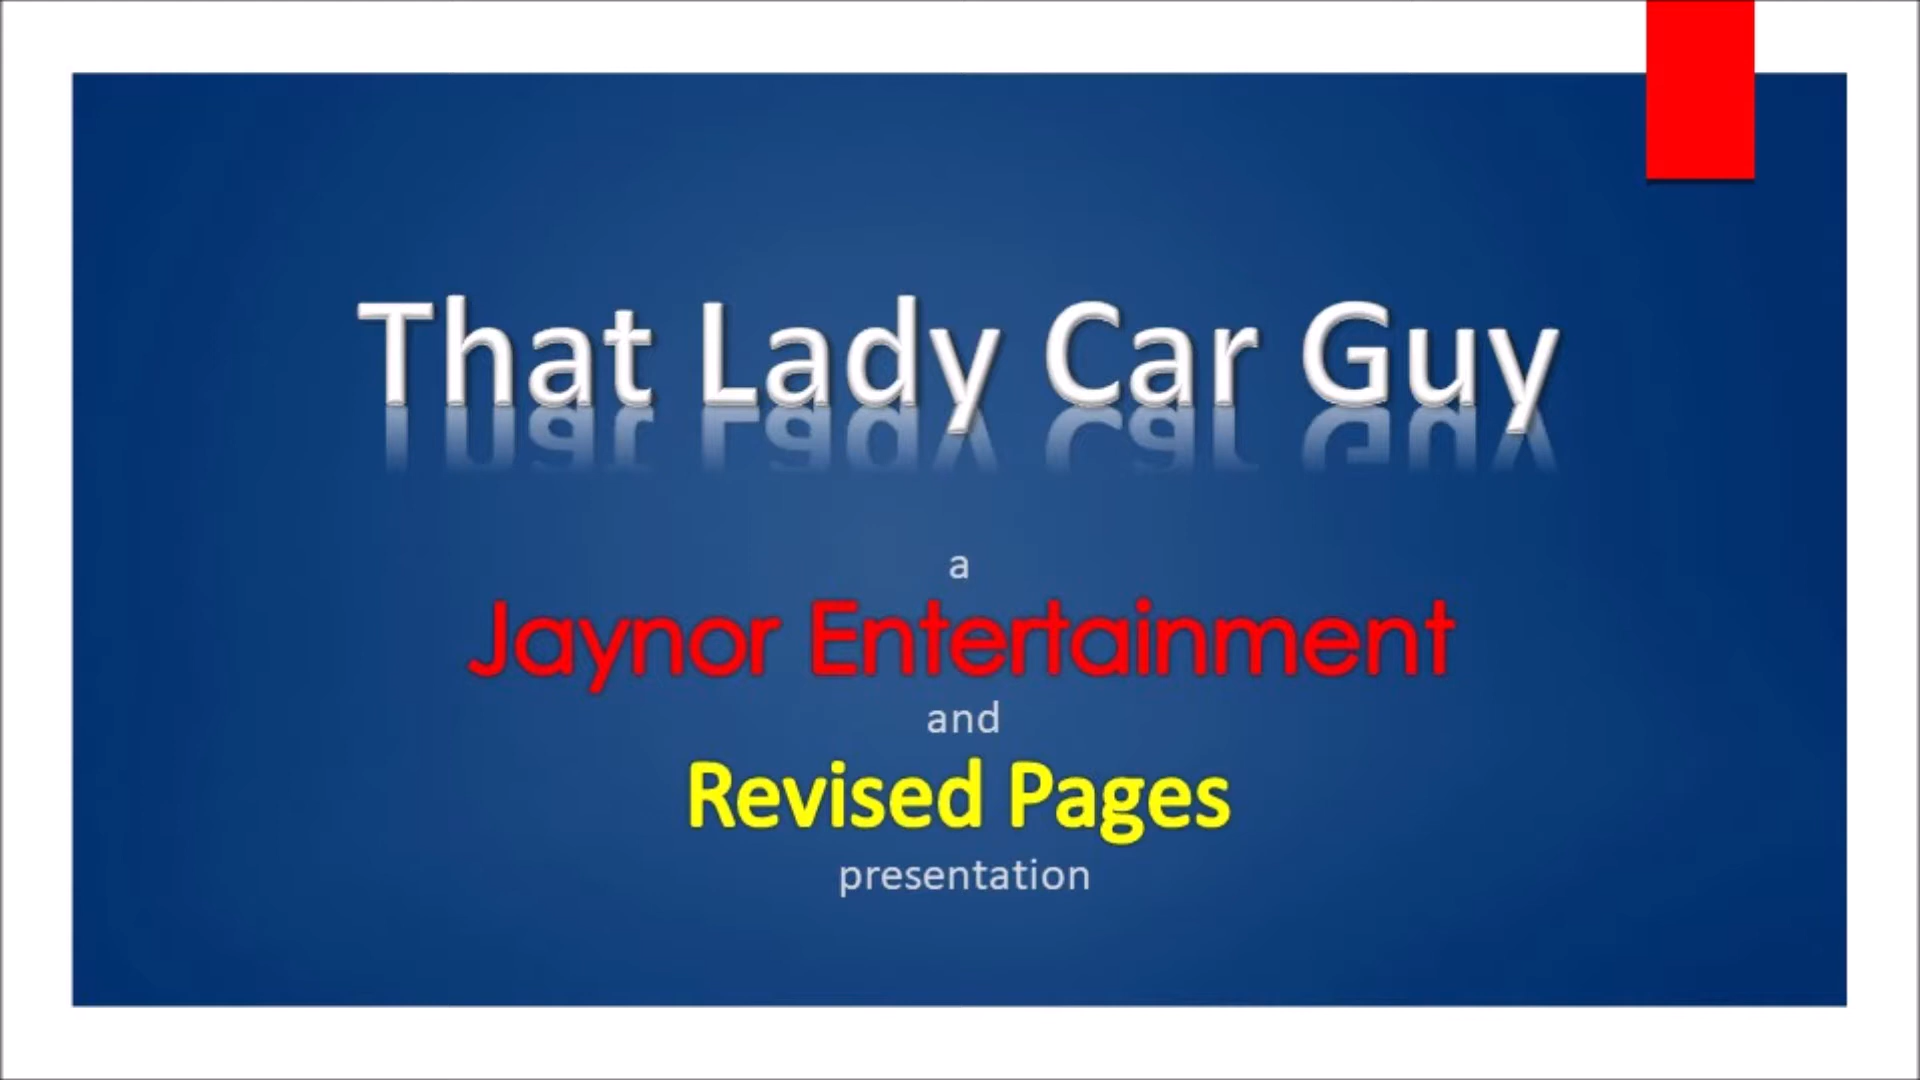 That Lady Car Guy
a
Jaynor Entertainment
and
Revised Pages
presentation